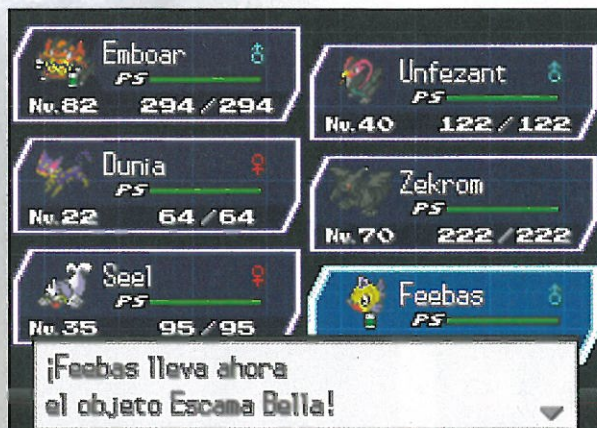 Emboar ♂
PS
Nv.82 294/294
Unfezant ♂
PS
Nv.40 122/122
Dunia ♀
PS
Nv.22 64/64
Zekrom
PS
Nv.70 222/222
Seel ♀
PS
Nv.35 95/95
Feebas ♂
PS
¡Feebas lleva ahora
el objeto Escama Bella!